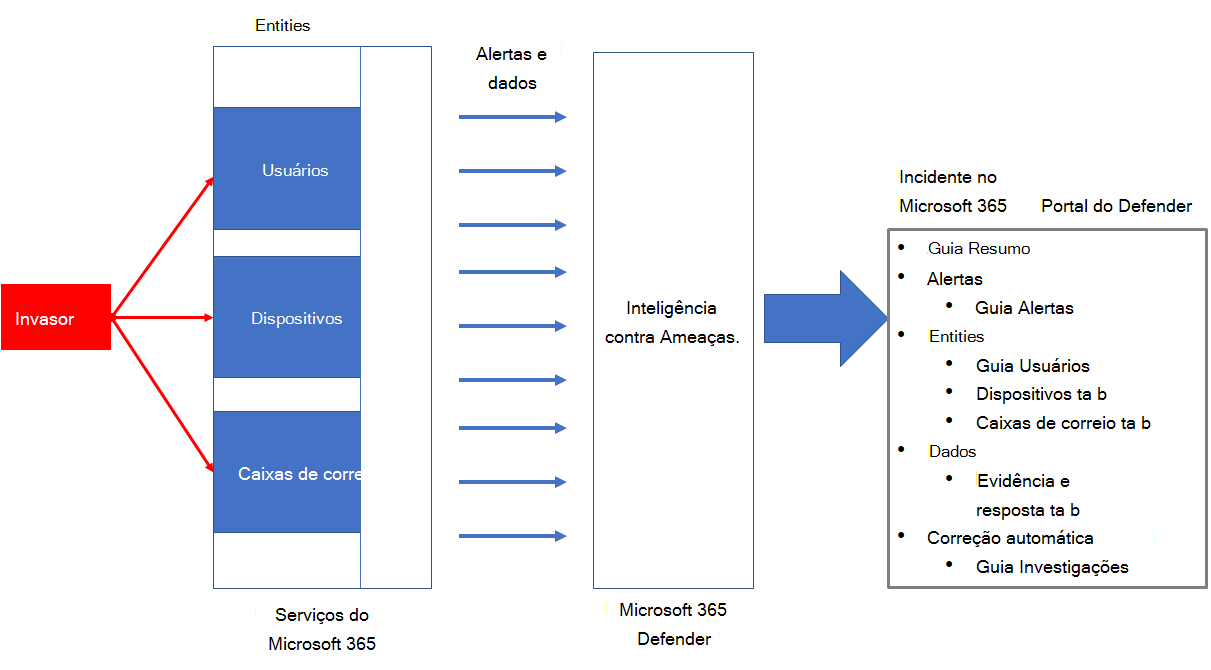 Entities
Alertas e
dados
Usuários
Dispositivos
Caixas de corre
Invasor
Serviços do
Microsoft 365
Inteligência
contra Ameaças.
Microsoft 365
Defender
Incidente no
Microsoft 365 Portal do Defender
• Guia Resumo
• Alertas
• Guia Alertas
• Entities
• Guia Usuários
• Dispositivos ta b
• Caixas de correio ta b
• Dados
• Evidência e
resposta ta b
• Correção automática
• Guia Investigações